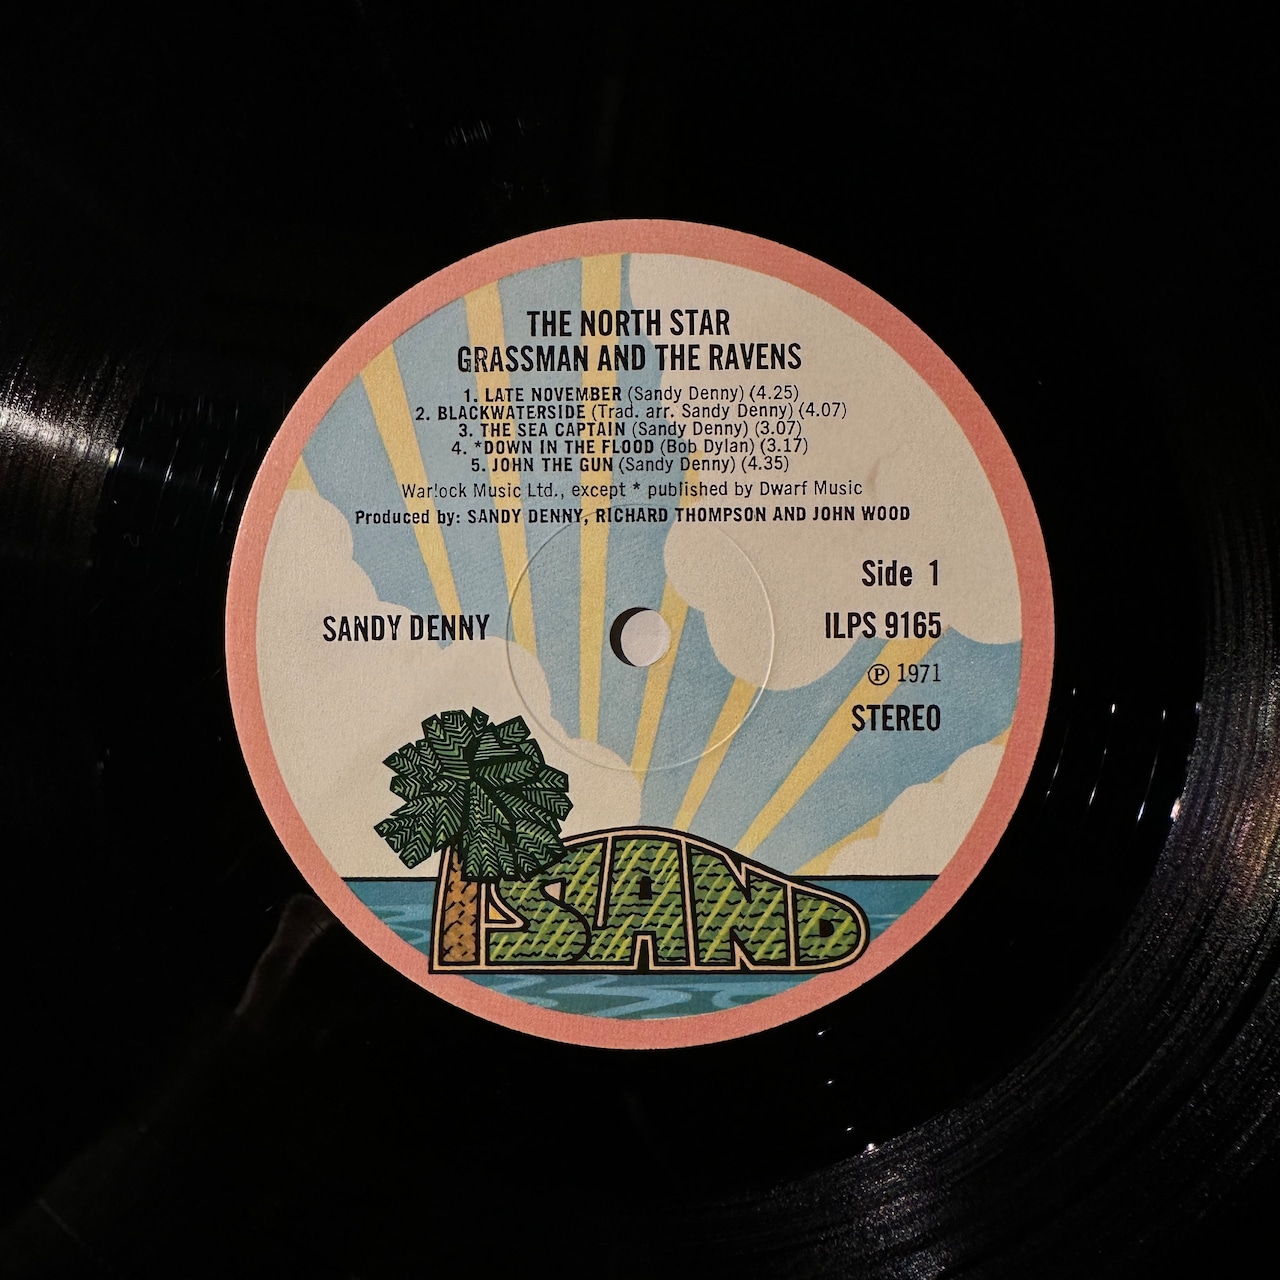 THE NORTH STAR
GRASSMAN AND THE RAVENS
1. LATE NOVEMBER (Sandy Denny) (4.25)
2. BLACKWATERSIDE (Trad. arr. Sandy Denny) (4.07)
3. THE SEA CAPTAIN (Sandy Denny) (3.07)
4. *DOWN IN THE FLOOD (Bob Dylan) (3.17)
5. JOHN THE GUN (Sandy Denny) (4.35)
Warlock Music Ltd., except * published by Dwarf Music
Produced by: SANDY DENNY, RICHARD THOMPSON AND JOHN WOOD
Side 1
SANDY DENNY
ILPS 9165
℗ 1971
STEREO
ISLAND